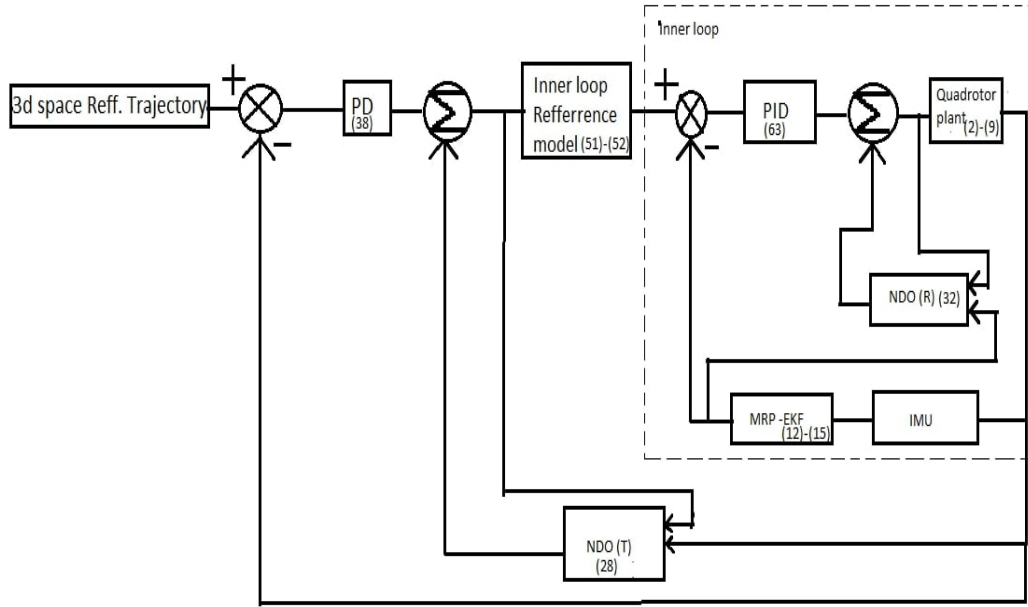 Inner loop
3d space Reff. Trajectory
+
-
PD
(38)
Σ
Inner loop
Refferrence
model (51)-(52)
+
-
PID
(63)
Σ
Quadrotor
plant (2)-(9)
NDO (R) (32)
MRP -EKF
(12)-(15)
IMU
NDO (T)
(28)